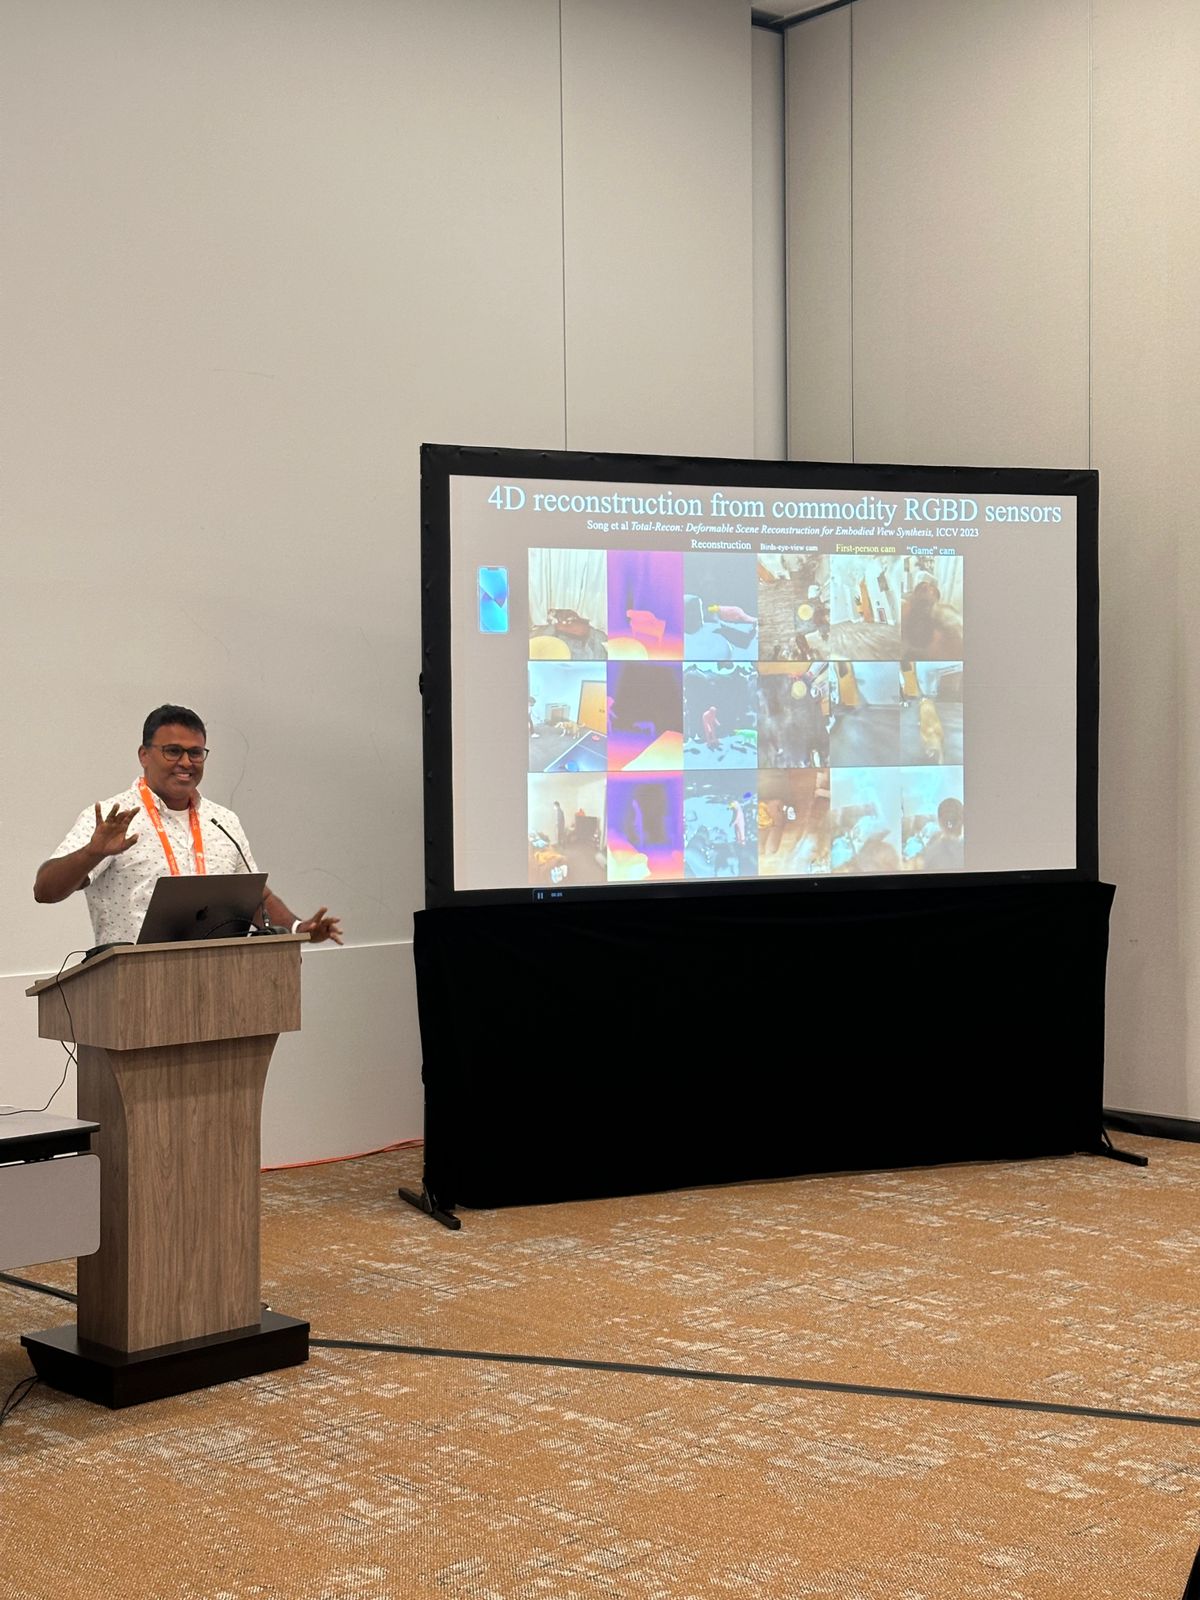 4D reconstruction from commodity RGBD sensors
Song et al Total-Recon: Deformable Scene Reconstruction for Embodied View Synthesis, ICCV 2023
Reconstruction Birds-eye-view cam First-person cam "Game" cam